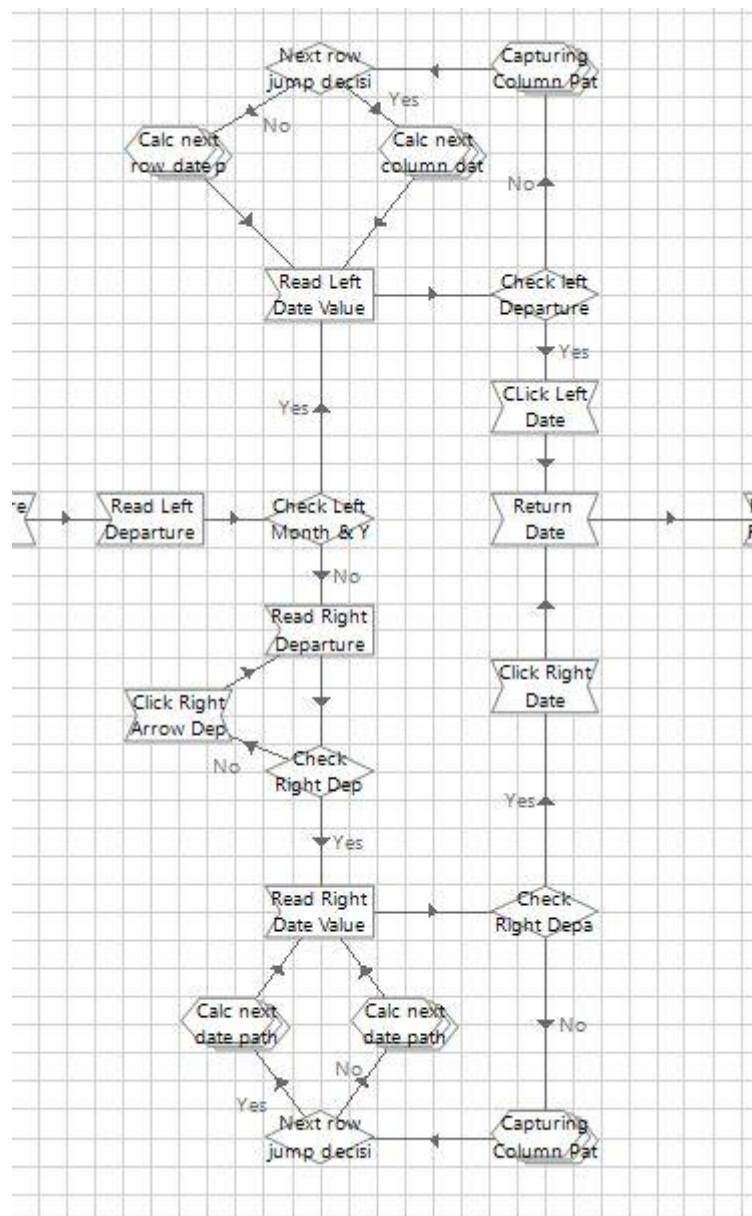 Next row
jump decisi
Capturing
Column Pat
Yes
No
Calc next
row date p
Calc next
column dat
No
Read Left
Date Value
Check left
Departure
Yes
CLick Left
Date
Yes
re
Read Left
Departure
Check Left
Month & Y
Return
Date
No
Read Right
Departure
Click Right
Date
Click Right
Arrow Dep
Check
Right Dep
No
Yes
Yes
Read Right
Date Value
Check
Right Depa
Calc next
date path
Calc next
date path
No
No
Yes
Next row
jump decisi
Capturing
Column Pat